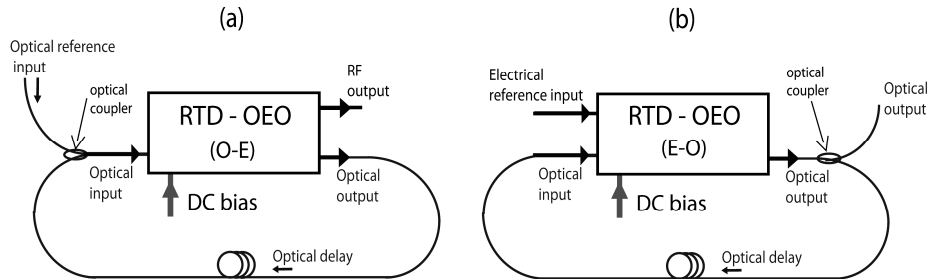 (a)
Optical reference
input
optical
coupler
Optical
input
RTD - OEO
(O-E)
DC bias
RF
output
Optical
output
Optical delay
(b)
Electrical
reference input
Optical
input
RTD - OEO
(E-O)
DC bias
optical
coupler
Optical
output
Optical
output
Optical delay